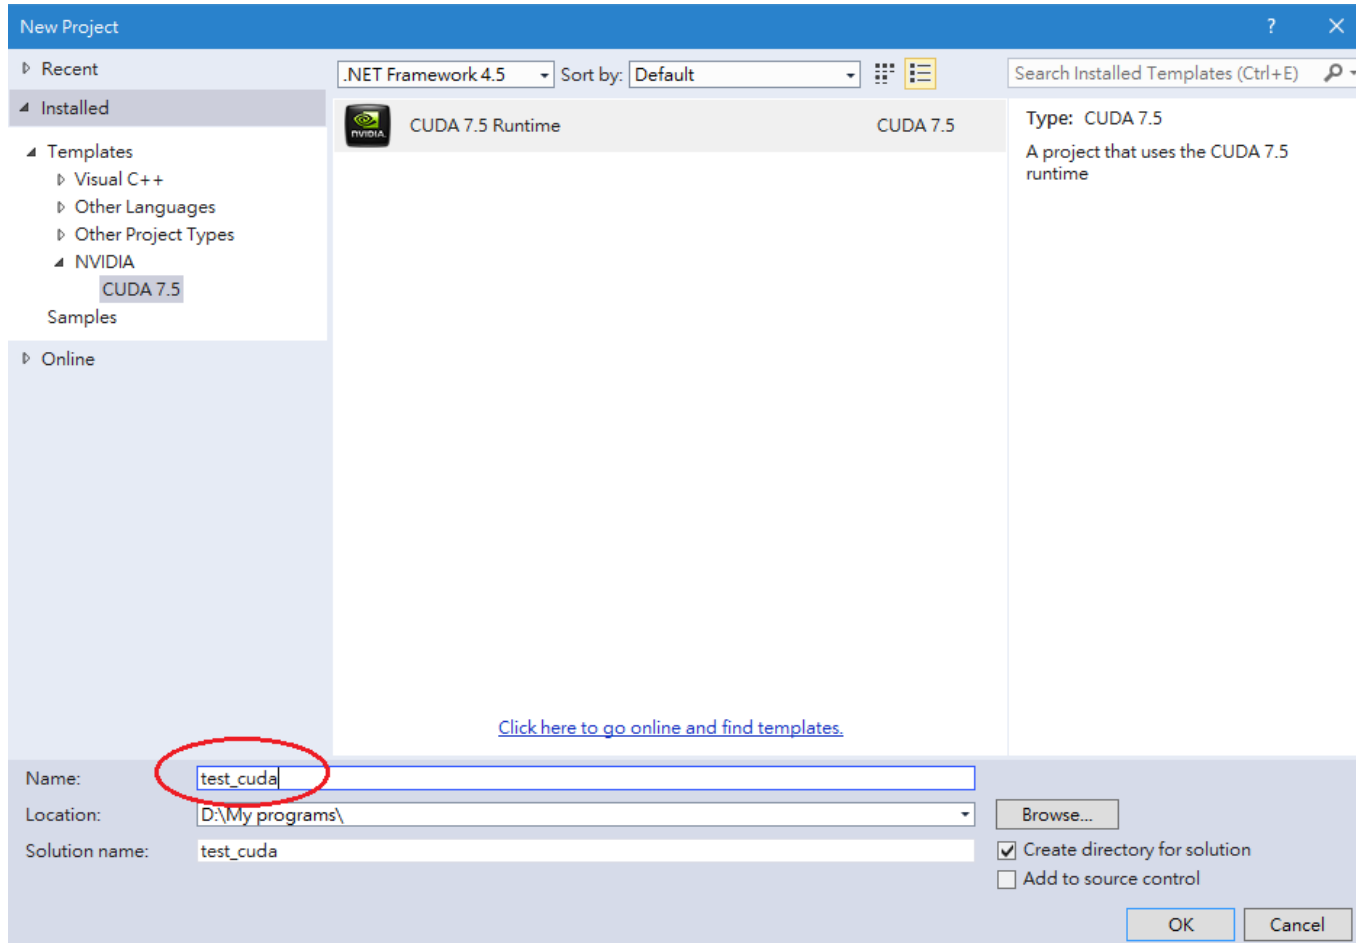 New Project
?
Recent
.NET Framework 4.5
Sort by:
Default
Search Installed Templates (Ctrl+E)
Installed
Templates
Visual C++
Other Languages
Other Project Types
NVIDIA
CUDA 7.5
Samples
Online
NVIDIA
CUDA 7.5 Runtime
CUDA 7.5
Type: CUDA 7.5
A project that uses the CUDA 7.5
runtime
Click here to go online and find templates.
Name:
test_cuda
Location:
D:\My programs\
Browse...
Solution name:
test_cuda
Create directory for solution
Add to source control
OK
Cancel